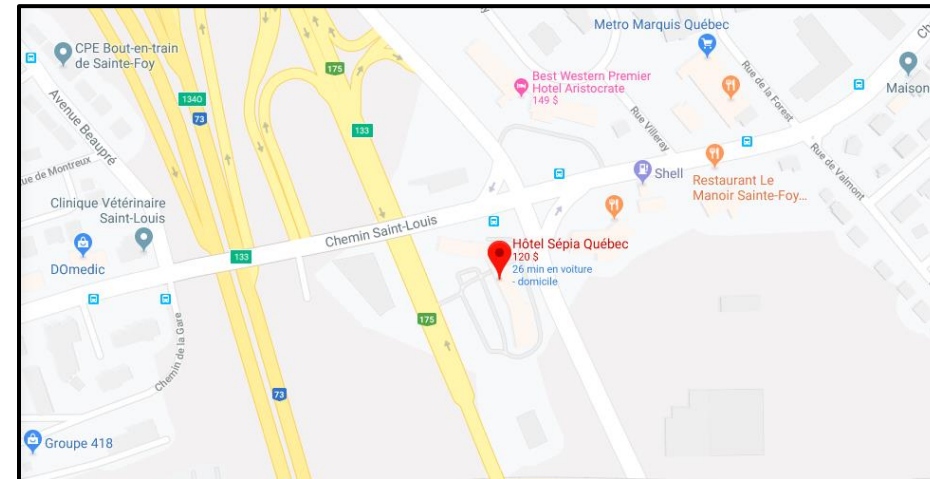 CPE Bout-en-train
de Sainte-Foy
Avenue Beaupré
ue de Montreux
1340
73
175
133
Metro Marquis Québec
Rue de la Forest
Maison
Best Western Premier
Hotel Aristocrate
149 $
Rue Villeray
Shell
Restaurant Le
Manoir Sainte-Foy...
Rue de Valmont
Clinique Vétérinaire
Saint-Louis
DOmedic
133
Chemin Saint-Louis
Hôtel Sépia Québec
120 $
26 min en voiture
- domicile
175
Chemin de la Gare
73
Groupe 418